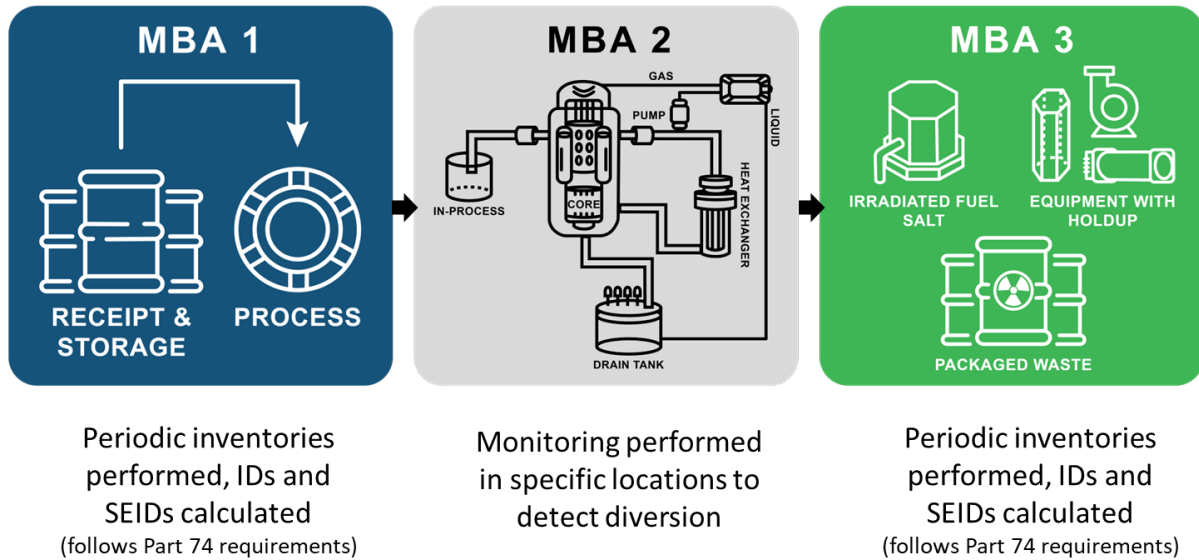 MBA 1
RECEIPT &
STORAGE
PROCESS
MBA 2
GAS
PUMP
LIQUID
IN-PROCESS
CORE
HEAT EXCHANGER
DRAIN TANK
MBA 3
IRRADIATED FUEL
SALT
EQUIPMENT WITH
HOLDUP
PACKAGED WASTE
Periodic inventories
performed, IDs and
SEIDs calculated
(follows Part 74 requirements)
Monitoring performed
in specific locations to
detect diversion
Periodic inventories
performed, IDs and
SEIDs calculated
(follows Part 74 requirements)